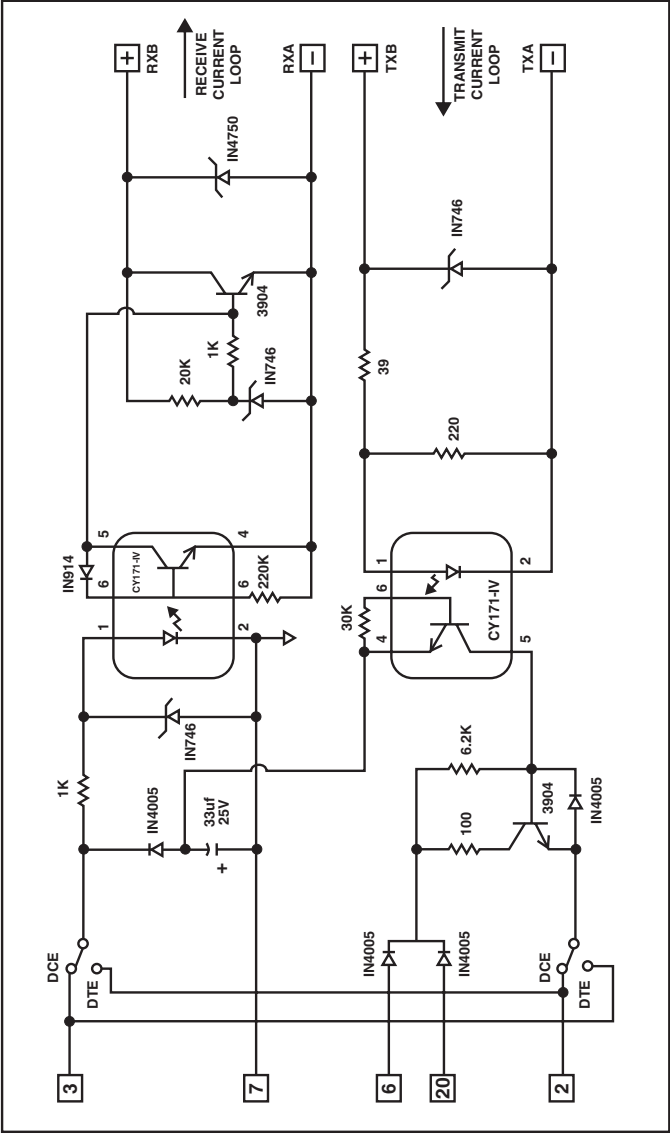 3
7
6
20
2
DCE
DTE
DCE
DTE
1K
IN4005
33uf
25V
+
IN746
1
2
IN914
6
5
CY171-IV
6
4
220K
20K
1K
IN746
3904
IN4750
+
RXB
RECEIVE
CURRENT
LOOP
RXA
–
IN4005
IN4005
100
6.2K
3904
IN4005
30K
4
6
1
CY171-IV
5
2
220
39
IN746
+
TXB
TRANSMIT
CURRENT
LOOP
TXA
–